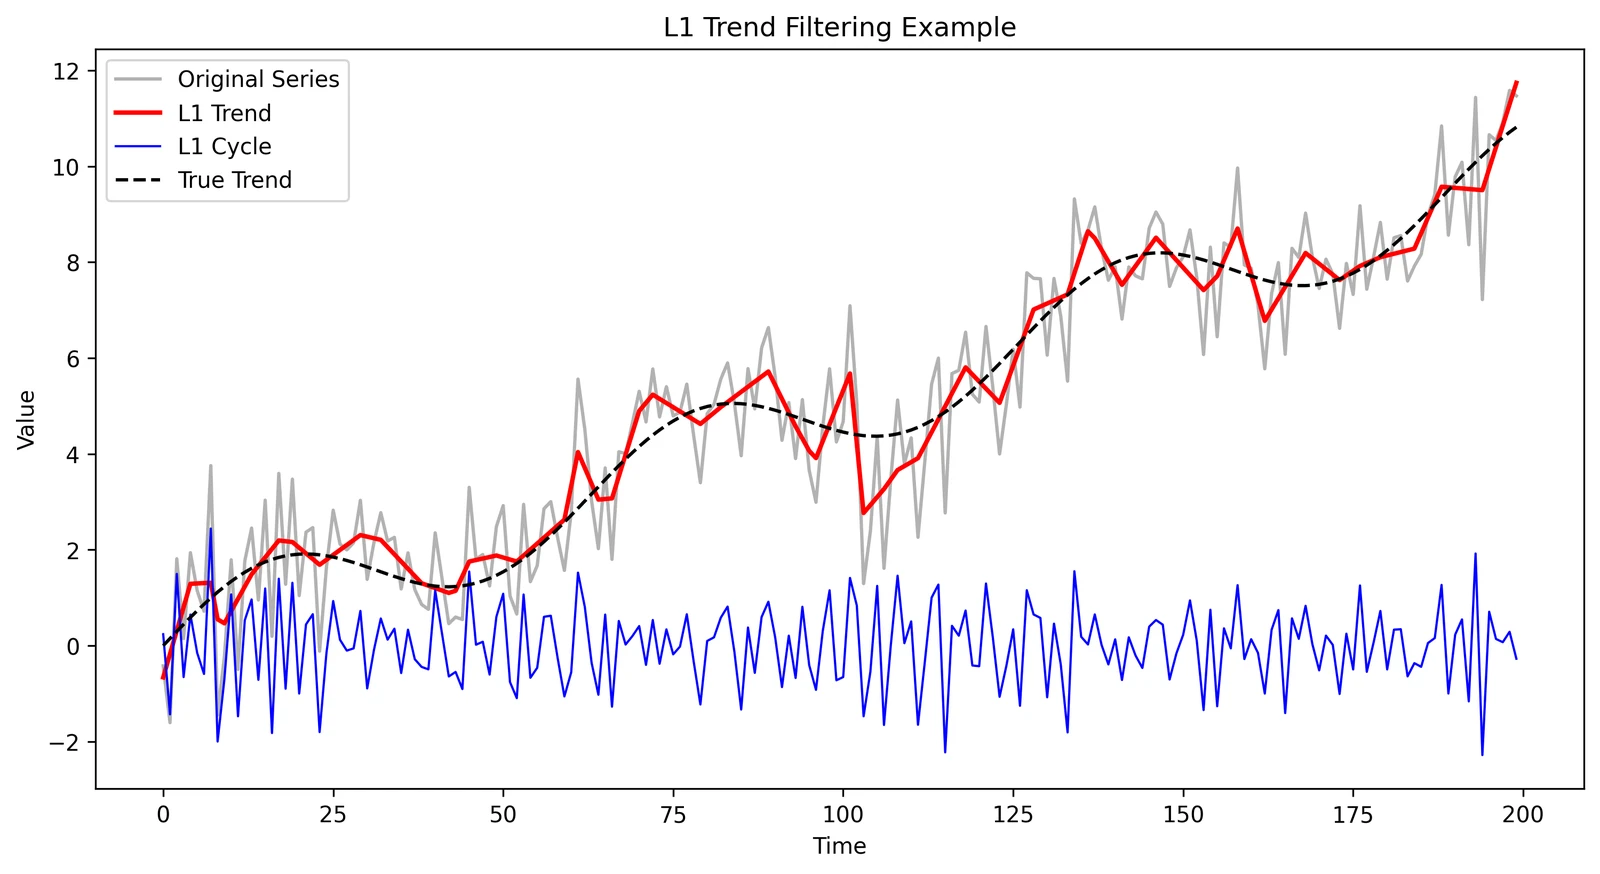 L1 Trend Filtering Example
Original Series
L1 Trend
L1 Cycle
True Trend
Value
12
10
8
6
4
2
0
−2
0 25 50 75 100 125 150 175 200
Time